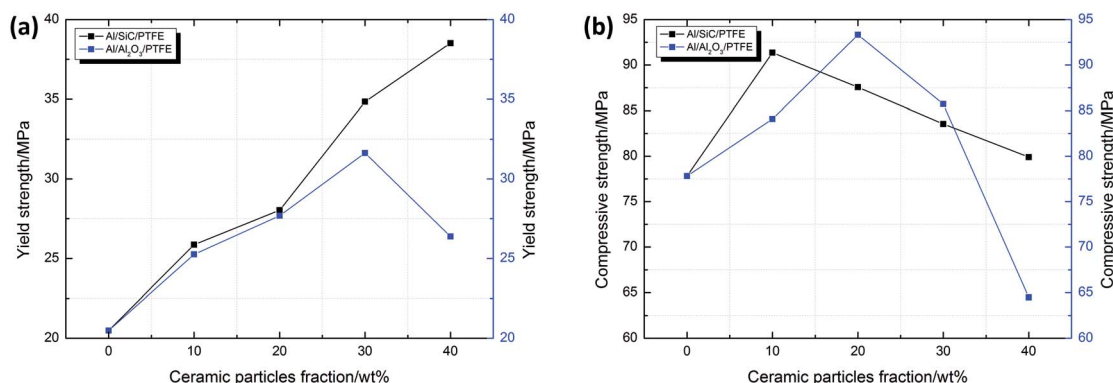 (a)
Al/SiC/PTFE
Al/Al₂O₃/PTFE
40
35
30
25
20
Yield strength/MPa
40
35
30
25
20
Yield strength/MPa
0 10 20 30 40
Ceramic particles fraction/wt%
(b)
Al/SiC/PTFE
Al/Al₂O₃/PTFE
95
90
85
80
75
70
65
60
Compressive strength/MPa
95
90
85
80
75
70
65
60
Compressive strength/MPa
0 10 20 30 40
Ceramic particles fraction/wt%